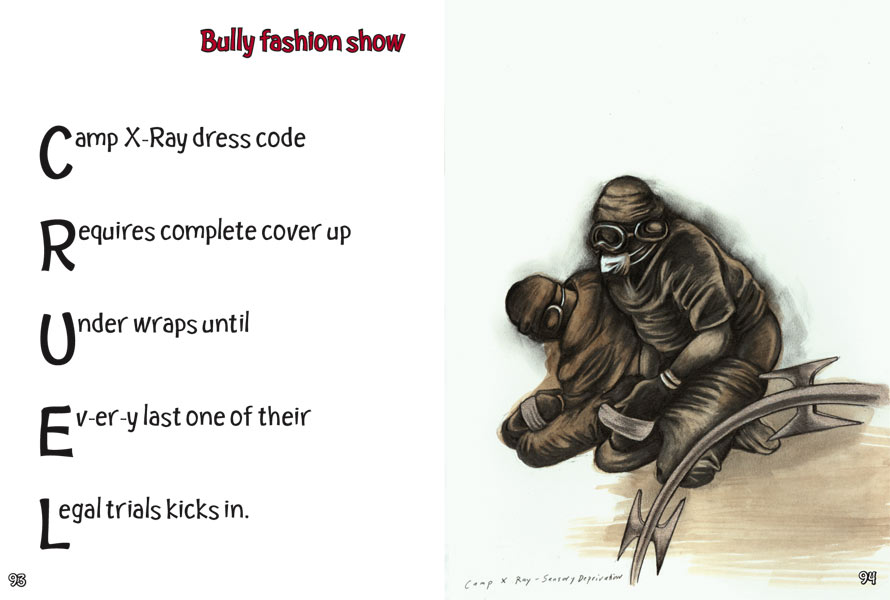 Bully fashion show
Camp X-Ray dress code
Requires complete cover up
Under wraps until
Ev-er-y last one of their
Legal trials kicks in.
93
Camp X Ray - Sensory Deprivation
94